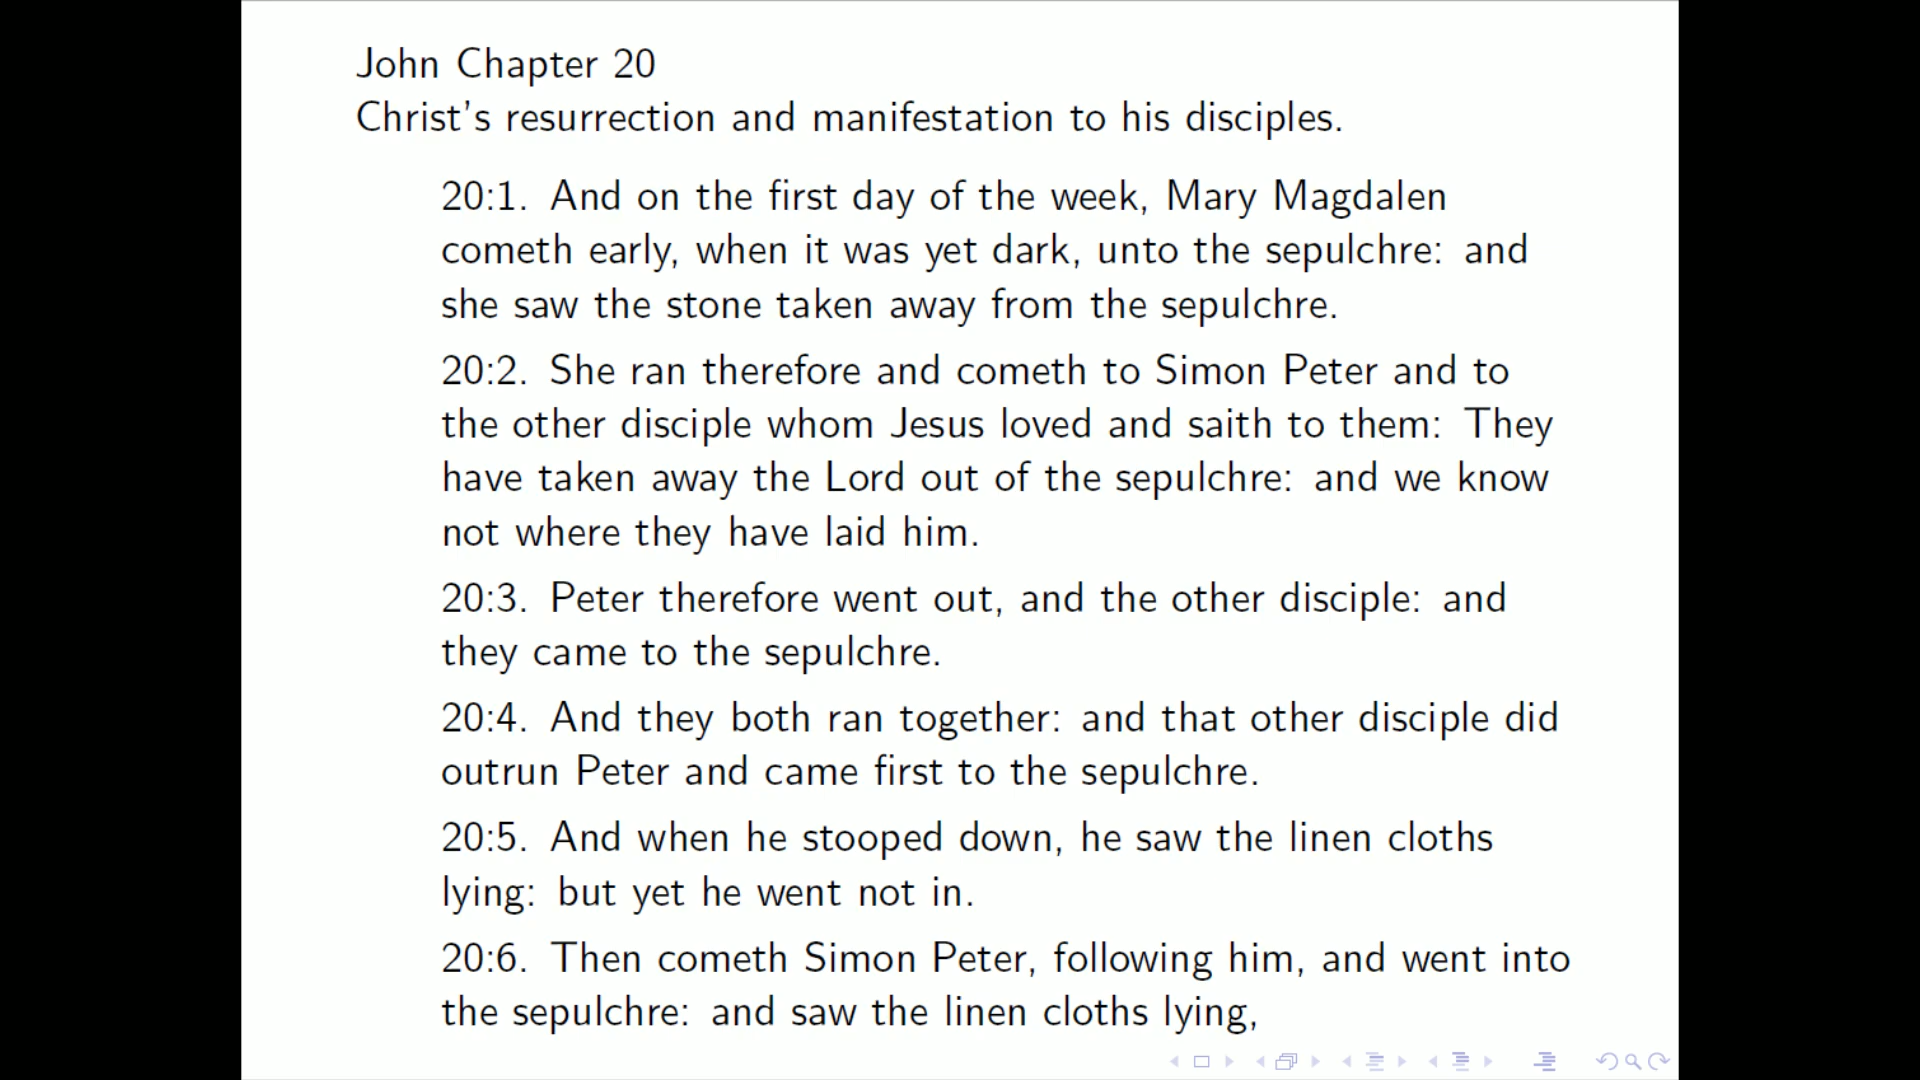 John Chapter 20
Christ's resurrection and manifestation to his disciples.
20:1. And on the first day of the week, Mary Magdalen
cometh early, when it was yet dark, unto the sepulchre: and
she saw the stone taken away from the sepulchre.
20:2. She ran therefore and cometh to Simon Peter and to
the other disciple whom Jesus loved and saith to them: They
have taken away the Lord out of the sepulchre: and we know
not where they have laid him.
20:3. Peter therefore went out, and the other disciple: and
they came to the sepulchre.
20:4. And they both ran together: and that other disciple did
outrun Peter and came first to the sepulchre.
20:5. And when he stooped down, he saw the linen cloths
lying: but yet he went not in.
20:6. Then cometh Simon Peter, following him, and went into
the sepulchre: and saw the linen cloths lying,